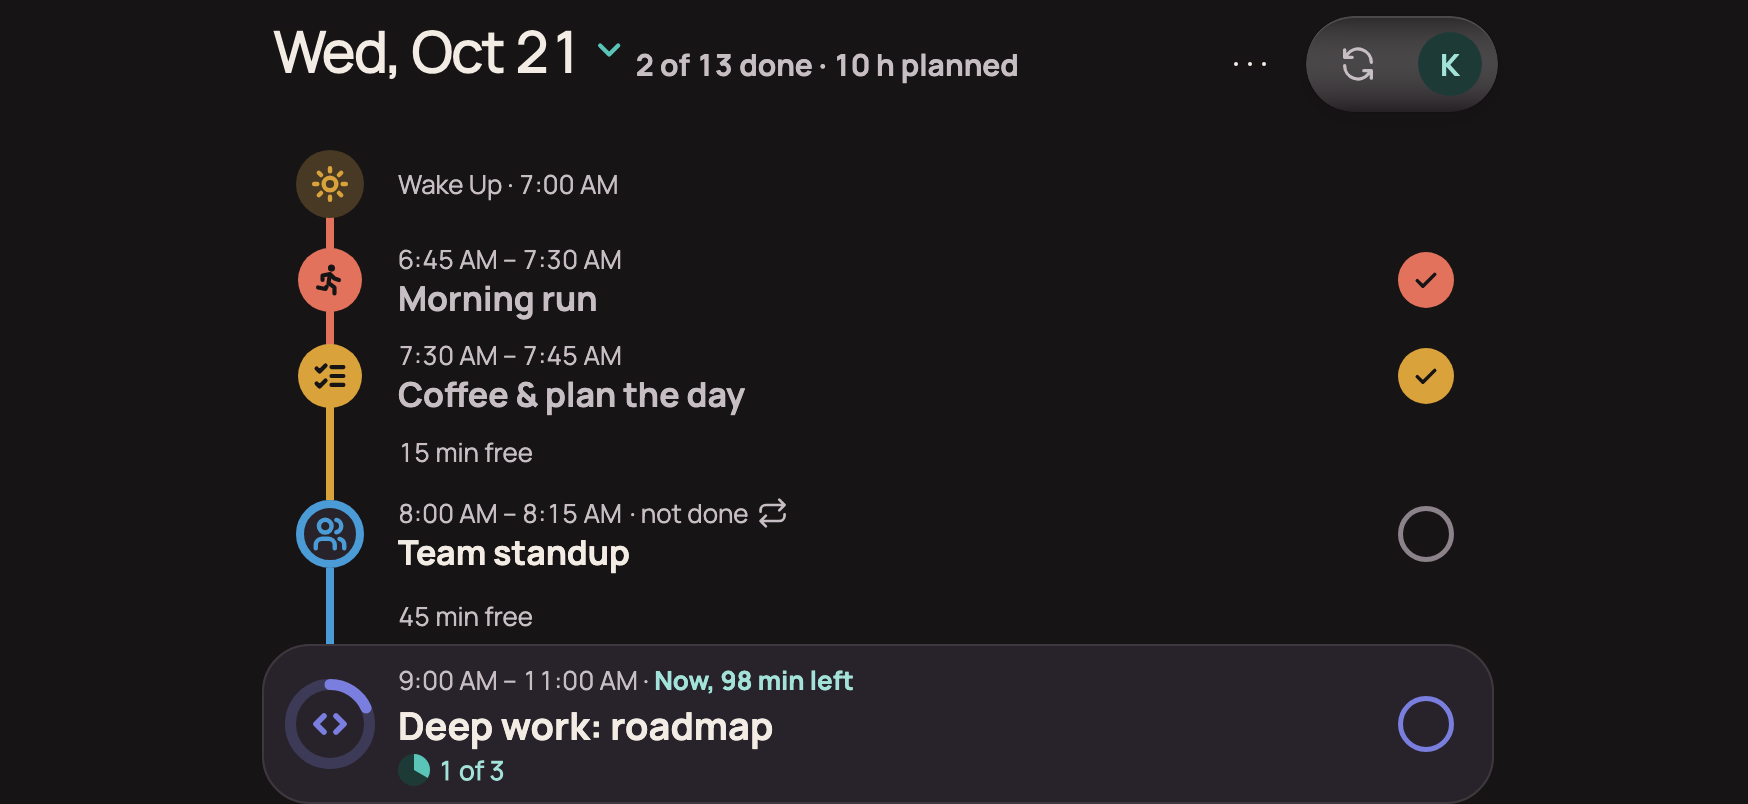 Wed, Oct 21
2 of 13 done · 10 h planned
···
K
Wake Up · 7:00 AM
6:45 AM – 7:30 AM
Morning run
7:30 AM – 7:45 AM
Coffee & plan the day
15 min free
8:00 AM – 8:15 AM · not done
Team standup
45 min free
9:00 AM – 11:00 AM · Now, 98 min left
Deep work: roadmap
1 of 3